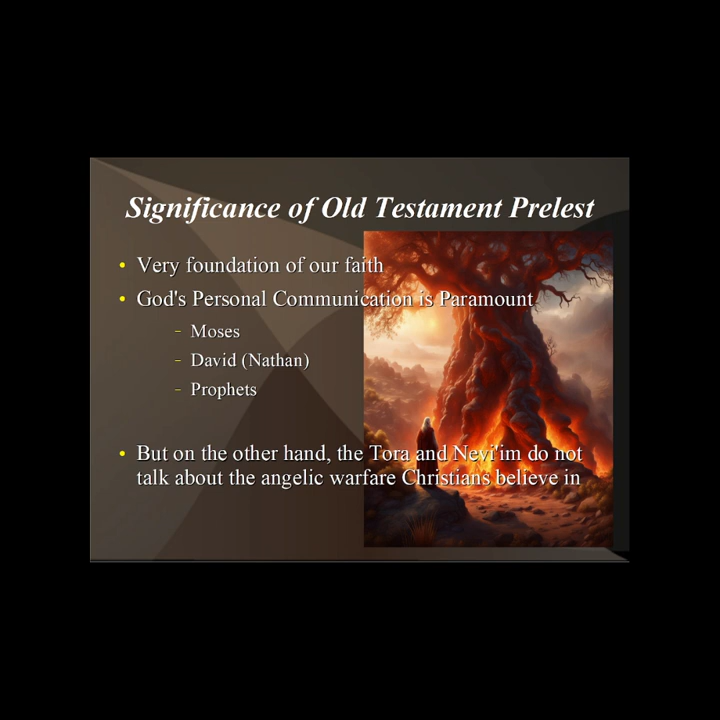 Significance of Old Testament Prelest
• Very foundation of our faith
• God's Personal Communication is Paramount
– Moses
– David (Nathan)
– Prophets
• But on the other hand, the Tora and Nevi'im do not
talk about the angelic warfare Christians believe in